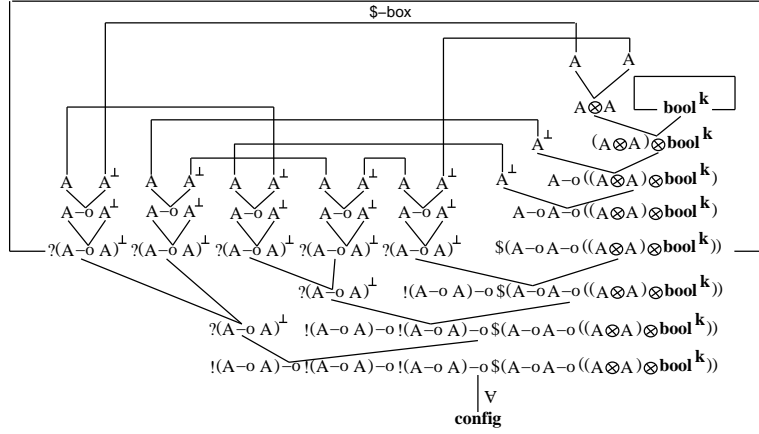 $−box
A A
A⊗A bool^k
A^⊥ (A⊗A)⊗bool^k
A A^⊥ A A^⊥ A A^⊥ A A^⊥ A A^⊥ A^⊥ A−o((A⊗A)⊗bool^k)
A−o A^⊥ A−o A^⊥ A−o A^⊥ A−o A^⊥ A−o A^⊥ A−oA−o((A⊗A)⊗bool^k)
?(A−o A)^⊥ ?(A−o A)^⊥ ?(A−o A)^⊥ ?(A−o A)^⊥ ?(A−o A)^⊥ $(A−oA−o((A⊗A)⊗bool^k))
?(A−o A)^⊥ !(A−o A)−o$(A−oA−o((A⊗A)⊗bool^k))
?(A−o A)^⊥ !(A−o A)−o!(A−o A)−o$(A−oA−o((A⊗A)⊗bool^k))
!(A−o A)−o!(A−o A)−o!(A−o A)−o$(A−oA−o((A⊗A)⊗bool^k))
∀
config